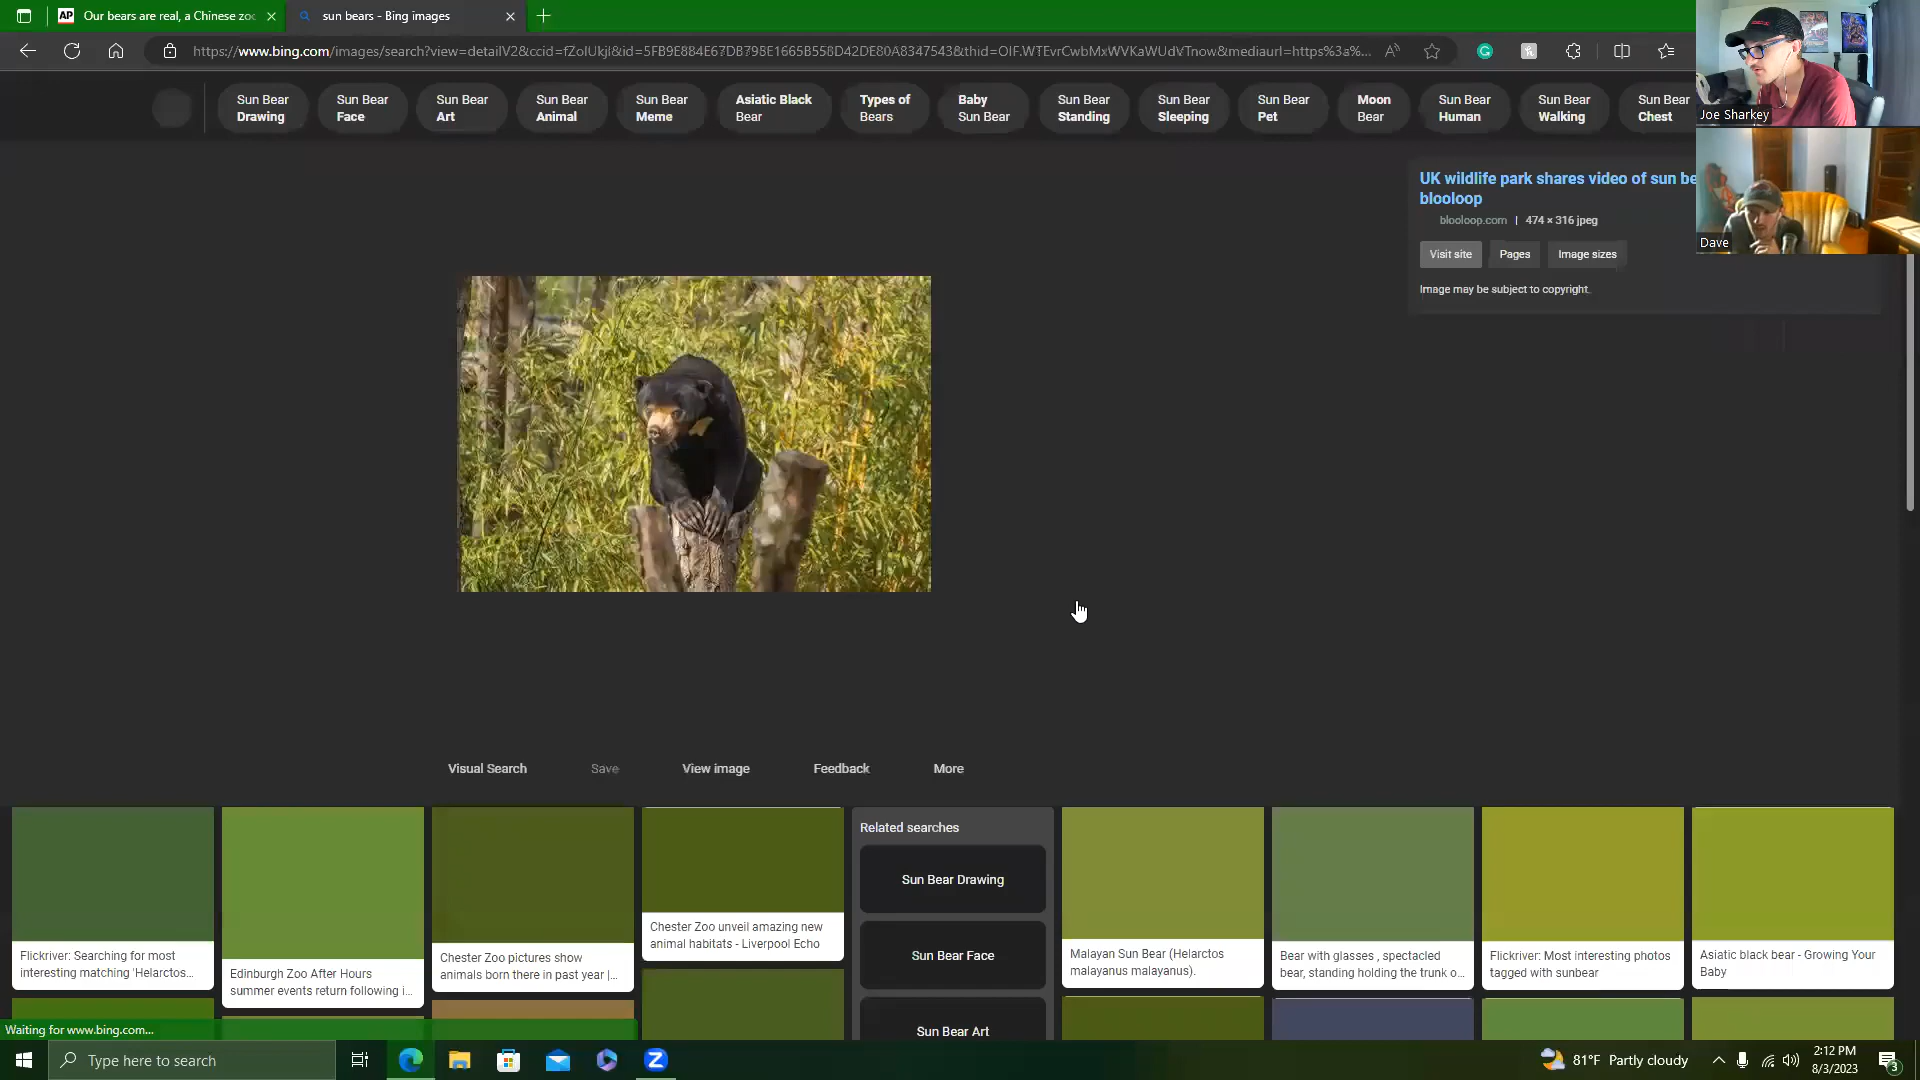 AP Our bears are real, a Chinese zo
sun bears - Bing images
https://www.bing.com/images/search?view=detailV2&ccid=fZolUkjI&id=5FB9E884E67DB798E1665B558D42DE80A8347543&thid=OIF.WTEvrCwbMxWVKaWUdVTnow&mediaurl=https%3a%...
Sun Bear
Drawing
Sun Bear
Face
Sun Bear
Art
Sun Bear
Animal
Sun Bear
Meme
Asiatic Black
Bear
Types of
Bears
Baby
Sun Bear
Sun Bear
Standing
Sun Bear
Sleeping
Sun Bear
Pet
Moon
Bear
Sun Bear
Human
Sun Bear
Walking
Sun Bear
Chest
Joe Sharkey
Dave
UK wildlife park shares video of sun be
blooloop
blooloop.com | 474 × 316 jpeg
Visit site
Pages
Image sizes
Image may be subject to copyright.
Visual Search
Save
View image
Feedback
More
Flickriver: Searching for most
interesting matching 'Helarctos...
Edinburgh Zoo After Hours
summer events return following i...
Chester Zoo pictures show
animals born there in past year |...
Chester Zoo unveil amazing new
animal habitats - Liverpool Echo
Related searches
Sun Bear Drawing
Sun Bear Face
Sun Bear Art
Malayan Sun Bear (Helarctos
malayanus malayanus).
Bear with glasses , spectacled
bear, standing holding the trunk o...
Flickriver: Most interesting photos
tagged with sunbear
Asiatic black bear - Growing Your
Baby
Waiting for www.bing.com...
Type here to search
81°F Partly cloudy
2:12 PM
8/3/2023
3